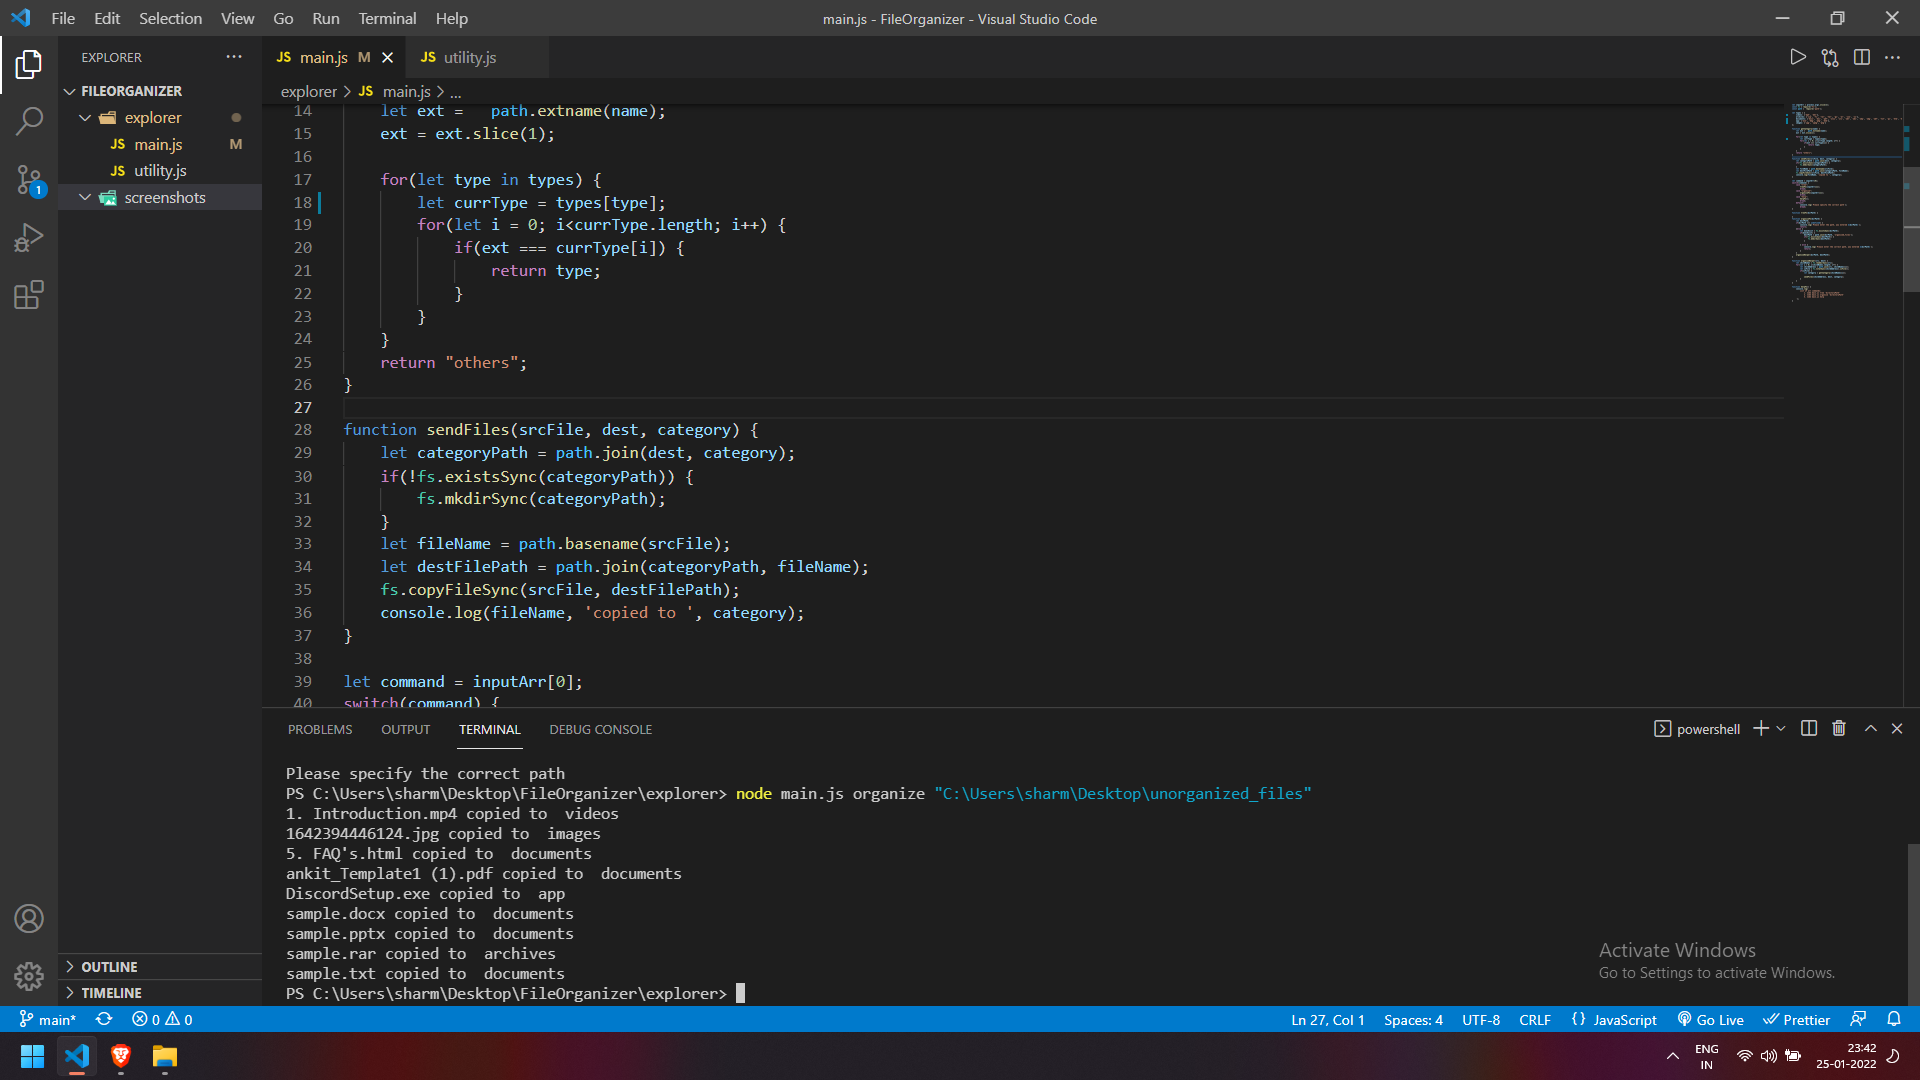 File Edit Selection View Go Run Terminal Help
main.js - FileOrganizer - Visual Studio Code
EXPLORER
FILEORGANIZER
explorer
JS main.js M
JS utility.js
screenshots
OUTLINE
TIMELINE
JS main.js M
JS utility.js
explorer > JS main.js > ...
14 let ext =   path.extname(name);
15 ext = ext.slice(1);
16
17 for(let type in types) {
18 let currType = types[type];
19 for(let i = 0; i<currType.length; i++) {
20 if(ext === currType[i]) {
21 return type;
22 }
23 }
24 }
25 return "others";
26 }
27
28 function sendFiles(srcFile, dest, category) {
29 let categoryPath = path.join(dest, category);
30 if(!fs.existsSync(categoryPath)) {
31 fs.mkdirSync(categoryPath);
32 }
33 let fileName = path.basename(srcFile);
34 let destFilePath = path.join(categoryPath, fileName);
35 fs.copyFileSync(srcFile, destFilePath);
36 console.log(fileName, 'copied to ', category);
37 }
38
39 let command = inputArr[0];
40 switch(command) {
PROBLEMS OUTPUT TERMINAL DEBUG CONSOLE
powershell
Please specify the correct path
PS C:\Users\sharm\Desktop\FileOrganizer\explorer> node main.js organize "C:\Users\sharm\Desktop\unorganized_files"
1. Introduction.mp4 copied to  videos
1642394446124.jpg copied to  images
5. FAQ's.html copied to  documents
ankit_Template1 (1).pdf copied to  documents
DiscordSetup.exe copied to  app
sample.docx copied to  documents
sample.pptx copied to  documents
sample.rar copied to  archives
sample.txt copied to  documents
PS C:\Users\sharm\Desktop\FileOrganizer\explorer>
Activate Windows
Go to Settings to activate Windows.
1
main* 0 0
Ln 27, Col 1 Spaces: 4 UTF-8 CRLF {} JavaScript Go Live Prettier
ENG
IN
23:42
25-01-2022